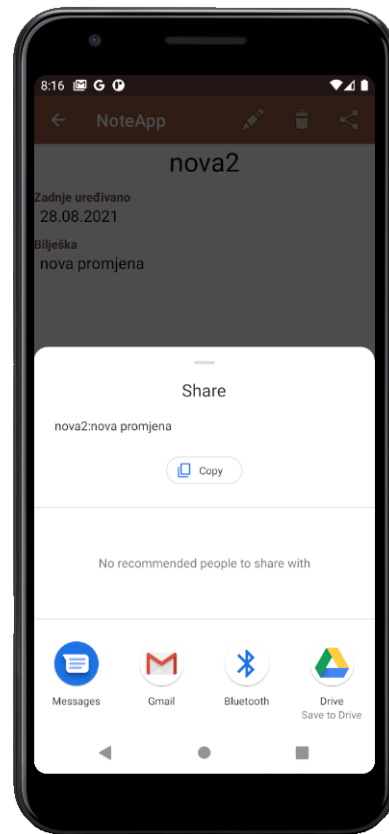 8:16
NoteApp
nova2
Zadnje uređivano
28.08.2021
Bilješka
nova promjena
Share
nova2:nova promjena
Copy
No recommended people to share with
Messages Gmail Bluetooth Drive
Save to Drive